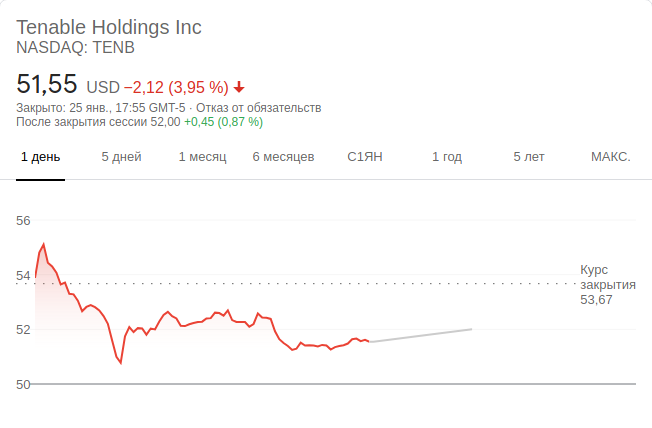 Tenable Holdings Inc
NASDAQ: TENB
51,55 USD −2,12 (3,95 %)
Закрыто: 25 янв., 17:55 GMT-5 · Отказ от обязательств
После закрытия сессии 52,00 +0,45 (0,87 %)
1 день 5 дней 1 месяц 6 месяцев С1ЯН 1 год 5 лет МАКС.
56
54
52
50
Курс
закрытия
53,67